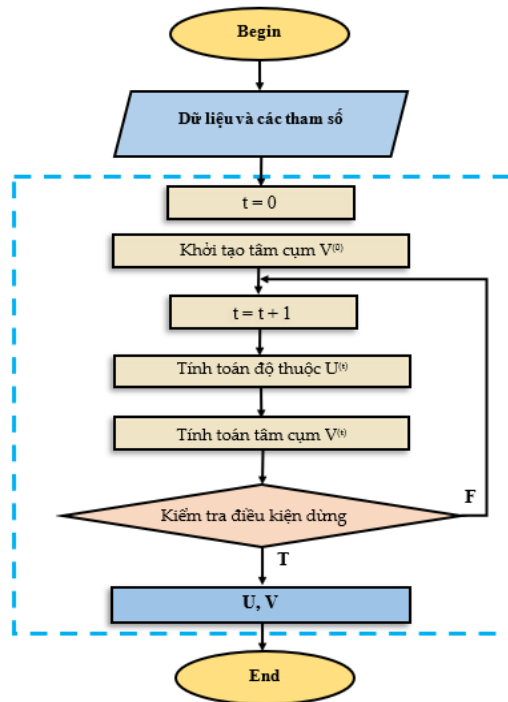 Begin
Dữ liệu và các tham số
t = 0
Khởi tạo tâm cụm V⁽⁰⁾
t = t + 1
Tính toán độ thuộc U⁽ᵗ⁾
Tính toán tâm cụm V⁽ᵗ⁾
Kiểm tra điều kiện dừng
F
T
U, V
End